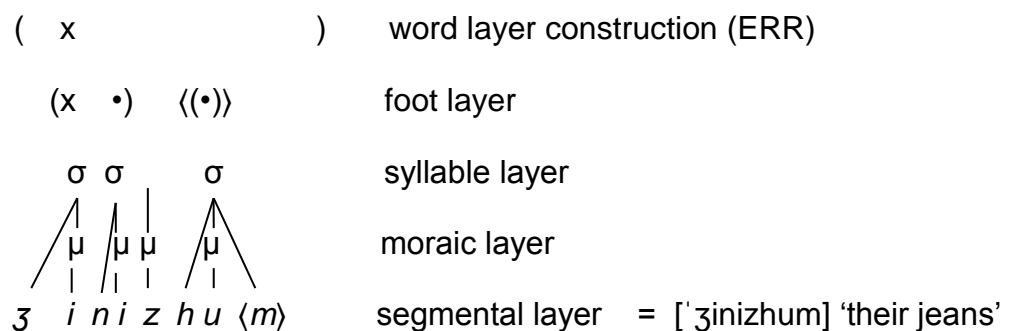 ( x ) word layer construction (ERR)
(x •) ⟨(•)⟩ foot layer
σ σ σ syllable layer
μ μ μ μ moraic layer
ʒ i n i z h u ⟨m⟩ segmental layer = [ˈʒinizhum] ‘their jeans’